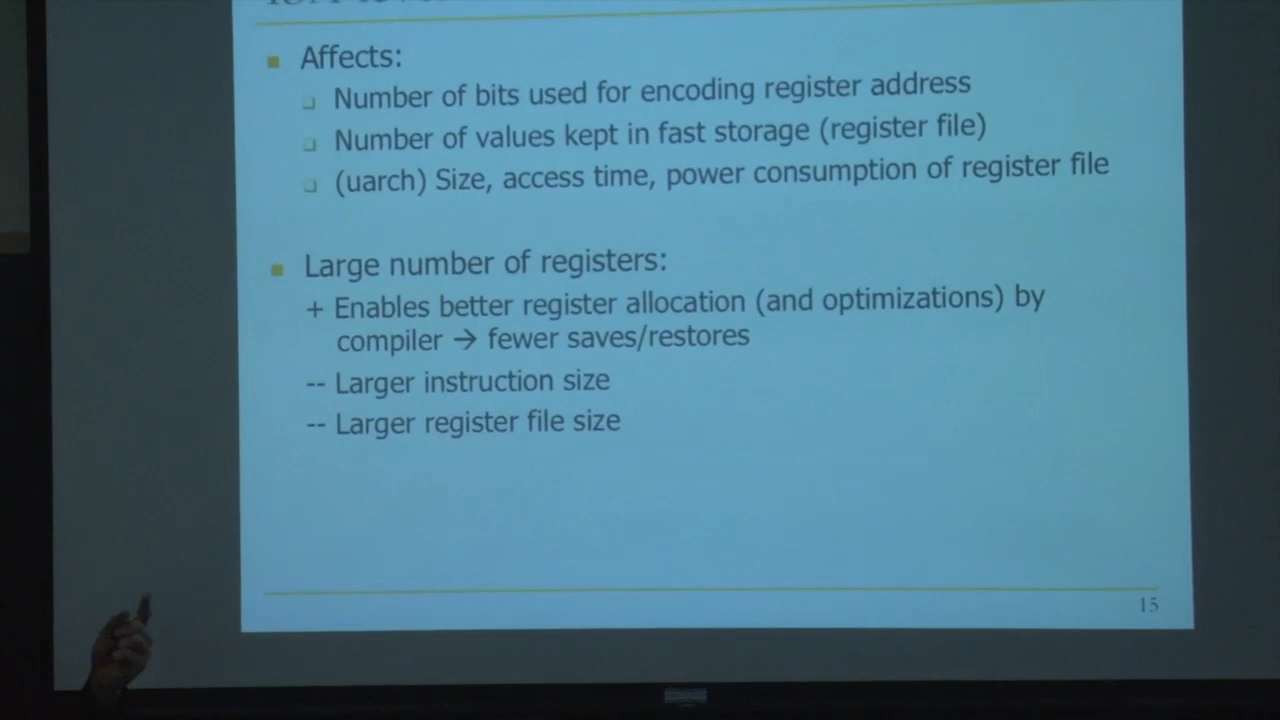 Affects:
Number of bits used for encoding register address
Number of values kept in fast storage (register file)
(uarch) Size, access time, power consumption of register file
Large number of registers:
+ Enables better register allocation (and optimizations) by
compiler → fewer saves/restores
-- Larger instruction size
-- Larger register file size
15